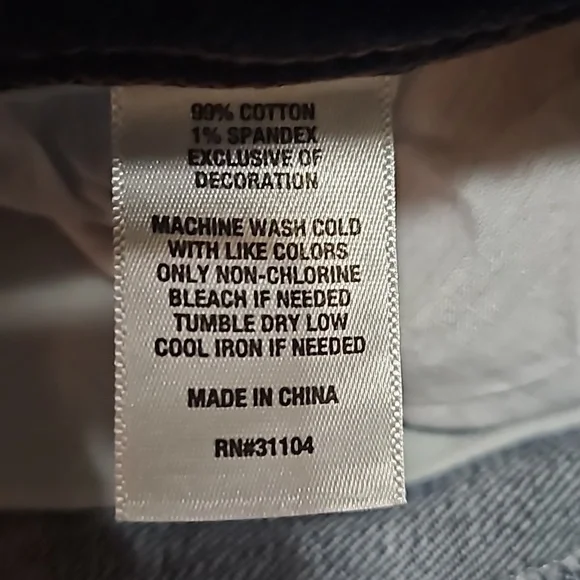 99% COTTON
1% SPANDEX
EXCLUSIVE OF
DECORATION
MACHINE WASH COLD
WITH LIKE COLORS
ONLY NON-CHLORINE
BLEACH IF NEEDED
TUMBLE DRY LOW
COOL IRON IF NEEDED
MADE IN CHINA
RN#31104